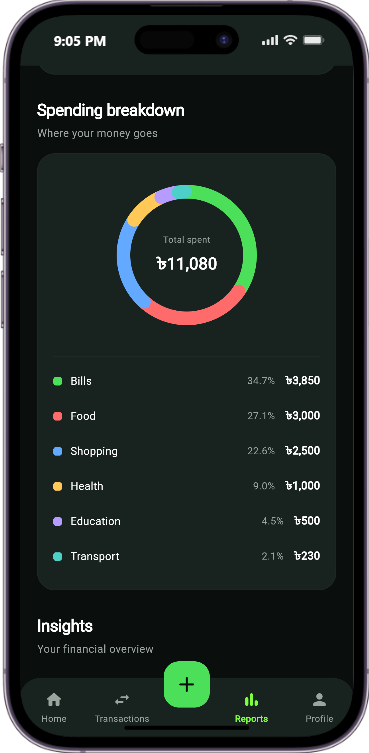 9:05 PM
Spending breakdown
Where your money goes
Total spent
৳11,080
Bills 34.7% ৳3,850
Food 27.1% ৳3,000
Shopping 22.6% ৳2,500
Health 9.0% ৳1,000
Education 4.5% ৳500
Transport 2.1% ৳230
Insights
Your financial overview
+
Home Transactions Reports Profile